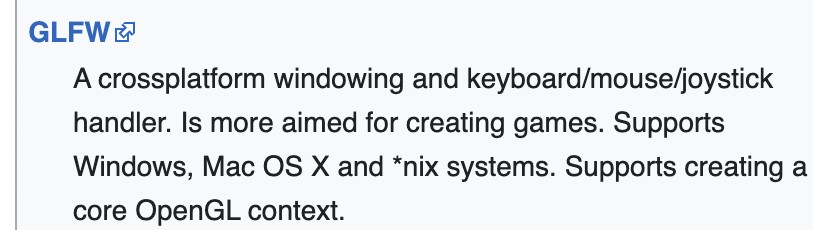 GLFW
A crossplatform windowing and keyboard/mouse/joystick
handler. Is more aimed for creating games. Supports
Windows, Mac OS X and *nix systems. Supports creating a
core OpenGL context.